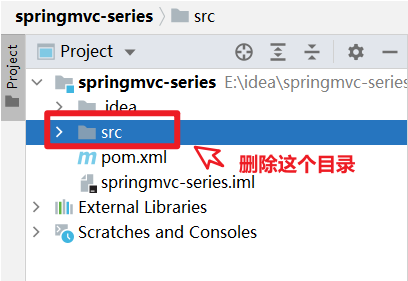 springmvc-series > src
Project
Project
springmvc-series E:\idea\springmvc-series
.idea
src
删除这个目录
pom.xml
springmvc-series.iml
External Libraries
Scratches and Consoles